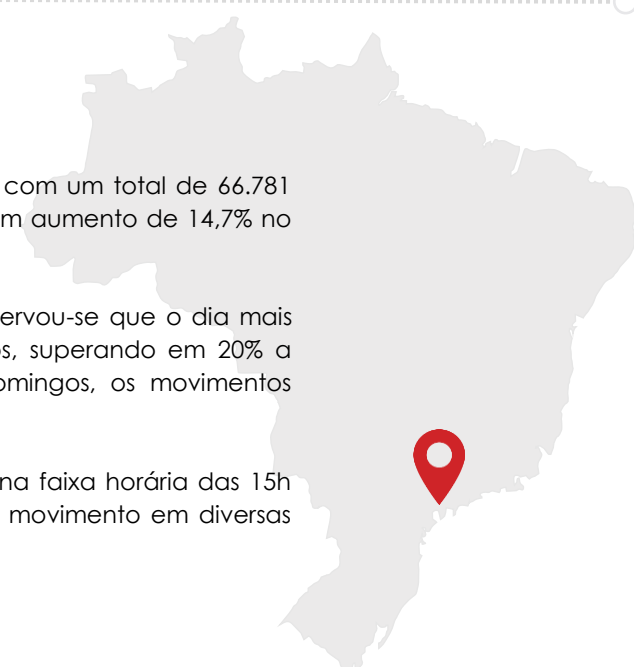 com um total de 66.781
m aumento de 14,7% no
ervou-se que o dia mais
os, superando em 20% a
omingos, os movimentos
na faixa horária das 15h
movimento em diversas